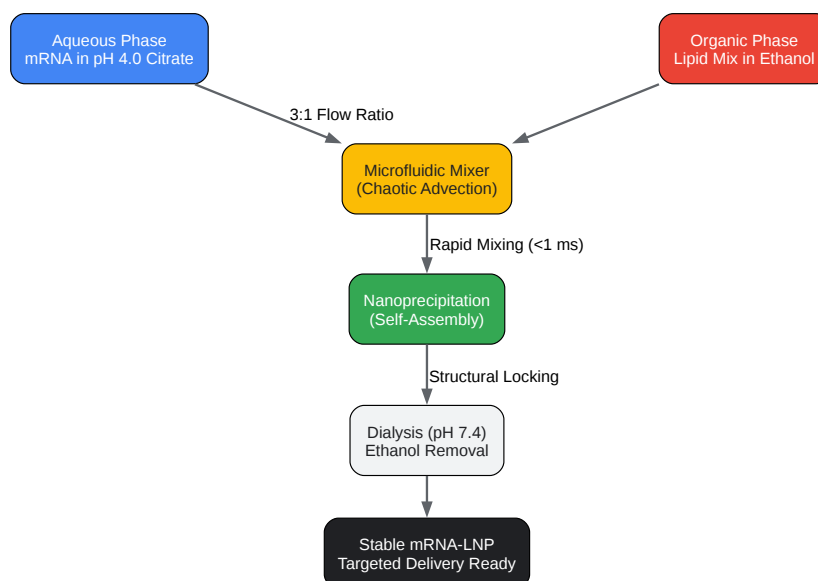 Aqueous Phase
mRNA in pH 4.0 Citrate
Organic Phase
Lipid Mix in Ethanol
3:1 Flow Ratio
Microfluidic Mixer
(Chaotic Advection)
Rapid Mixing (<1 ms)
Nanoprecipitation
(Self-Assembly)
Structural Locking
Dialysis (pH 7.4)
Ethanol Removal
Stable mRNA-LNP
Targeted Delivery Ready